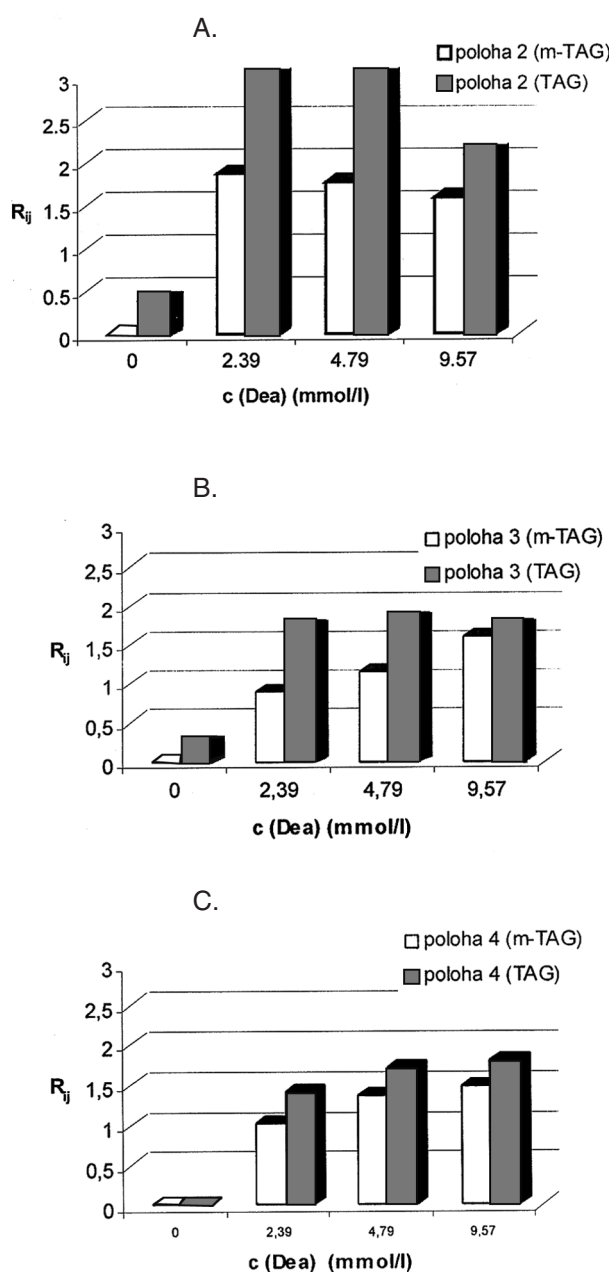 A.
poloha 2 (m-TAG)
poloha 2 (TAG)
3
2.5
2
1.5
1
0.5
0
R_ij
0 2.39 4.79 9.57
c (Dea) (mmol/l)
B.
poloha 3 (m-TAG)
poloha 3 (TAG)
3
2,5
2
1,5
1
0,5
0
R_ij
0 2,39 4,79 9,57
c (Dea) (mmol/l)
C.
poloha 4 (m-TAG)
poloha 4 (TAG)
3
2,5
2
1,5
1
0,5
0
R_ij
0 2,39 4,79 9,57
c (Dea) (mmol/l)